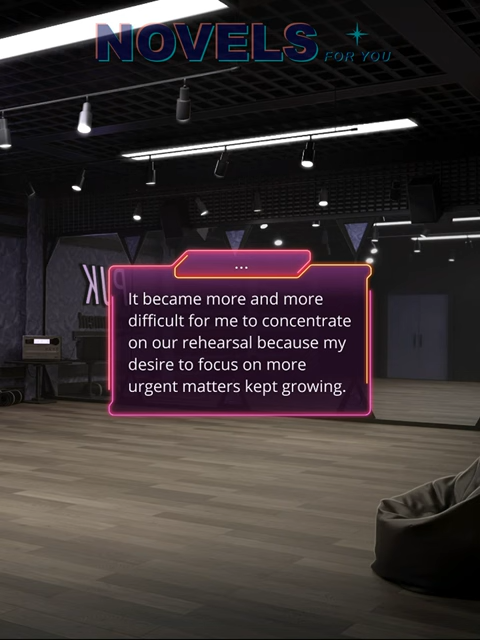 NOVELS
FOR YOU
...
It became more and more
difficult for me to concentrate
on our rehearsal because my
desire to focus on more
urgent matters kept growing.